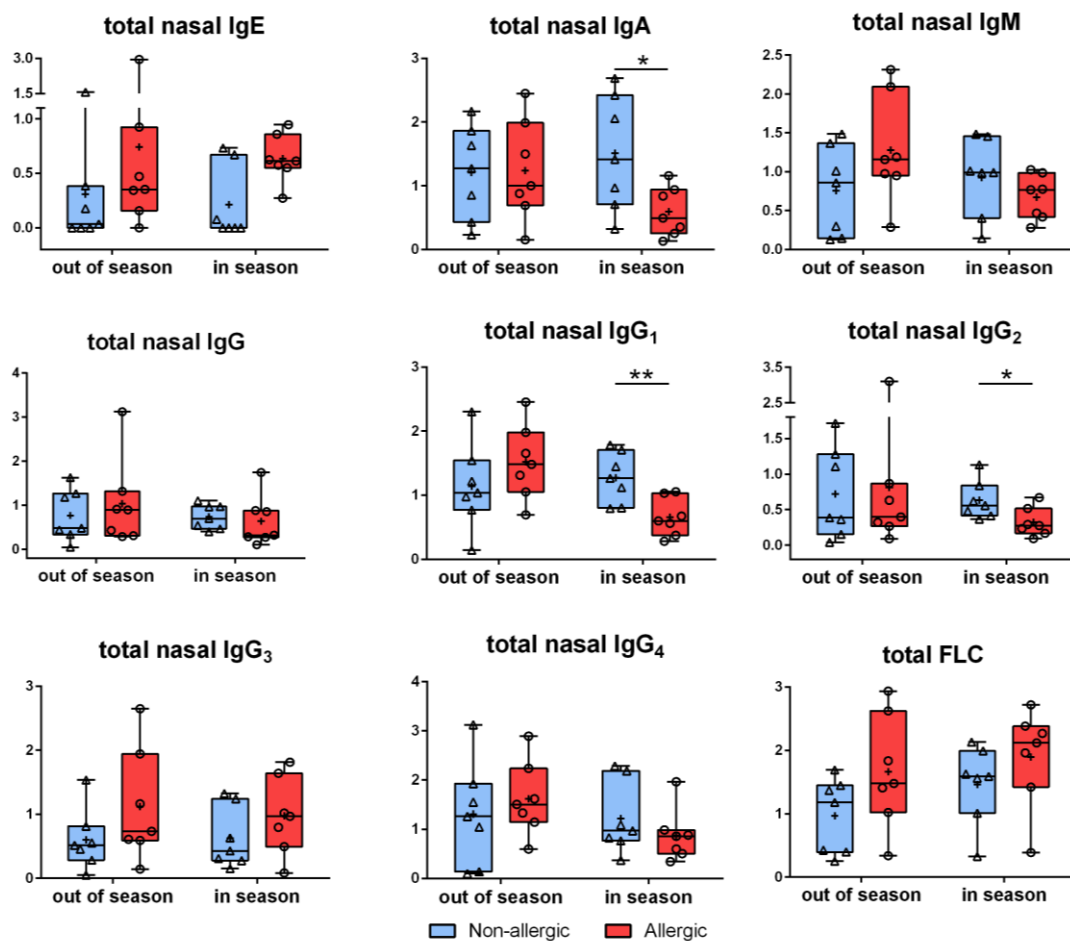 total nasal IgE
3.0
1.5
1.0
0.5
0.0
out of season in season
total nasal IgA
3
*
2
1
0
out of season in season
total nasal IgM
2.5
2.0
1.5
1.0
0.5
0.0
out of season in season
total nasal IgG
4
3
2
1
0
out of season in season
total nasal IgG₁
3
**
2
1
0
out of season in season
total nasal IgG₂
3.5
*
2.5
1.5
1.0
0.5
0.0
out of season in season
total nasal IgG₃
3
2
1
0
out of season in season
total nasal IgG₄
4
3
2
1
0
out of season in season
total FLC
3
2
1
0
out of season in season
Non-allergic Allergic